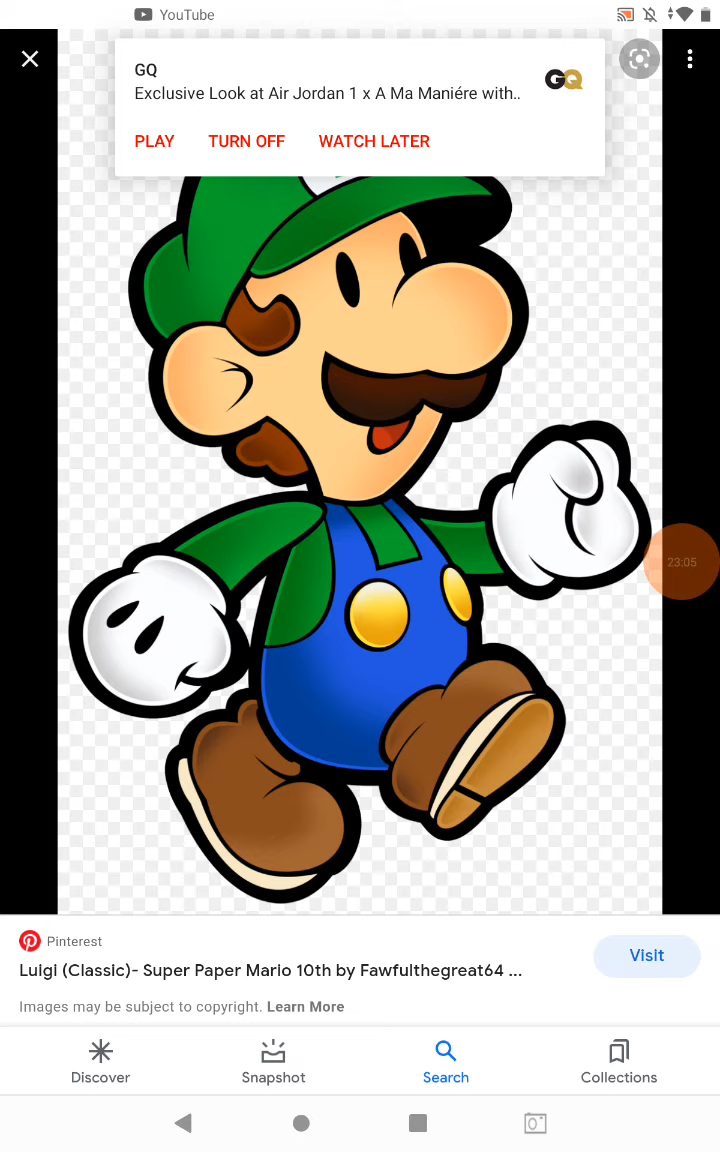 YouTube
GQ
Exclusive Look at Air Jordan 1 x A Ma Maniére with..
GQ
PLAY TURN OFF WATCH LATER
23:05
Pinterest
Luigi (Classic)- Super Paper Mario 10th by Fawfulthegreat64 ...
Visit
Images may be subject to copyright. Learn More
Discover Snapshot Search Collections